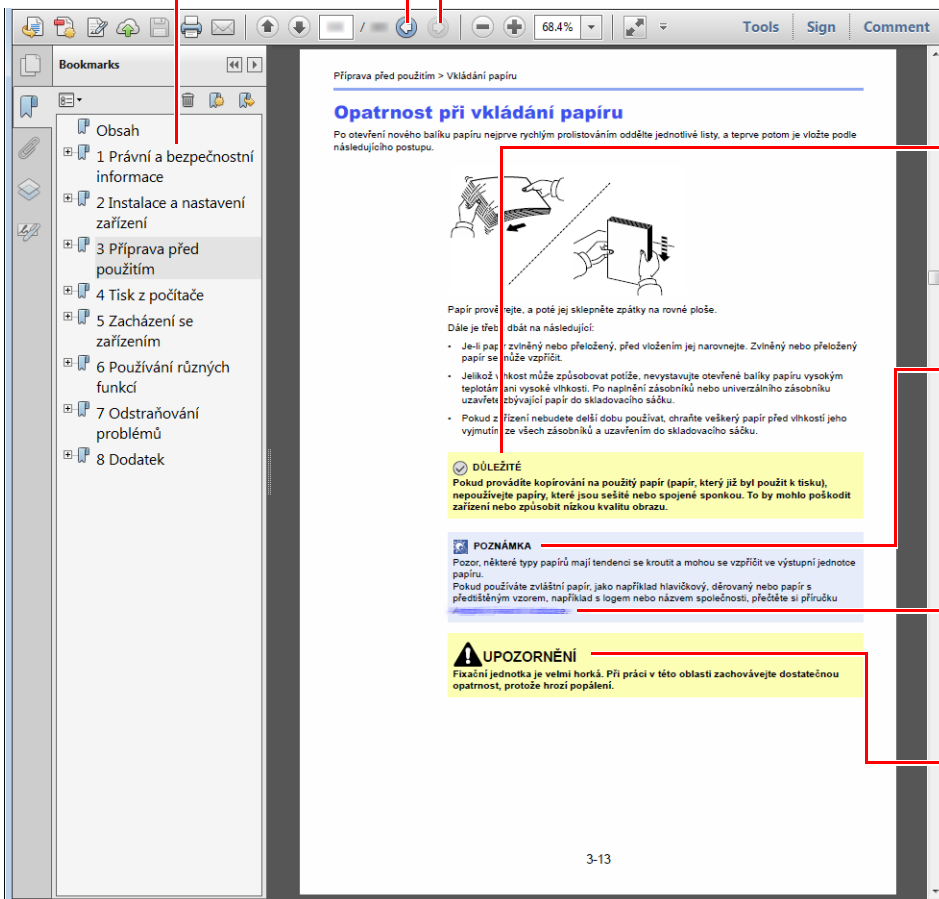 68.4%
Tools
Sign
Comment
Bookmarks
Obsah
1 Právní a bezpečnostní
informace
2 Instalace a nastavení
zařízení
3 Příprava před
použitím
4 Tisk z počítače
5 Zacházení se
zařízením
6 Používání různých
funkcí
7 Odstraňování
problémů
8 Dodatek
Příprava před použitím > Vkládání papíru
Opatrnost při vkládání papíru
Po otevření nového balíku papíru nejprve rychlým prolistováním oddělte jednotlivé listy, a teprve potom je vložte podle
následujícího postupu.
Papír provětrejte, a poté jej sklepněte zpátky na rovné ploše.
Dále je třeba dbát na následující:
- Je-li papír zvlněný nebo přeložený, před vložením jej narovnejte. Zvlněný nebo přeložený
papír se může vzpříčit.
- Jelikož vlhkost může způsobovat potíže, nevystavujte otevřené balíky papíru vysokým
teplotám ani vysoké vlhkosti. Po naplnění zásobníků nebo univerzálního zásobníku
uzavřete zbývající papír do skladovacího sáčku.
- Pokud zařízení nebudete delší dobu používat, chraňte veškerý papír před vlhkostí jeho
vyjmutím ze všech zásobníků a uzavřením do skladovacího sáčku.
DŮLEŽITÉ
Pokud provádíte kopírování na použitý papír (papír, který již byl použit k tisku),
nepoužívejte papíry, které jsou sešité nebo spojené sponkou. To by mohlo poškodit
zařízení nebo způsobit nízkou kvalitu obrazu.
POZNÁMKA
Pozor, některé typy papírů mají tendenci se kroutit a mohou se vzpříčit ve výstupní jednotce
papíru.
Pokud používáte zvláštní papír, jako například hlavičkový, děrovaný nebo papír s
předtištěným vzorem, například s logem nebo názvem společnosti, přečtěte si příručku
UPOZORNĚNÍ
Fixační jednotka je velmi horká. Při práci v této oblasti zachovávejte dostatečnou
opatrnost, protože hrozí popálení.
3-13